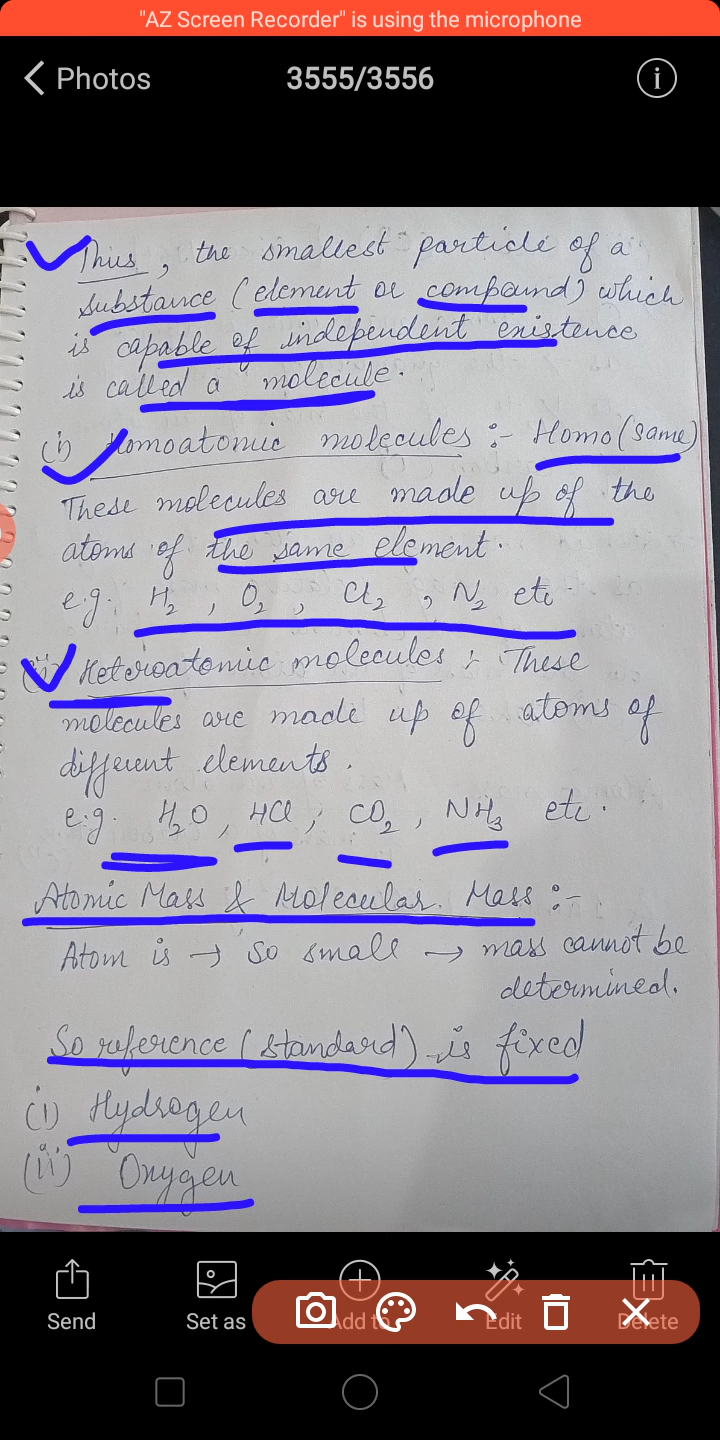 "AZ Screen Recorder" is using the microphone
Photos
3555/3556
Thus, the smallest particle of a
substance (element or compound) which
is capable of independent existence
is called a molecule.
(i) Homoatomic molecules :- Homo (same)
These molecules are made up of the
atoms of the same element.
e.g. H₂, O₂, Cl₂, N₂ etc.
(ii) Heteroatomic molecules : These
molecules are made up of atoms of
different elements.
e.g. H₂O, HCl, CO₂, NH₃ etc.
Atomic Mass & Molecular Mass :-
Atom is → so small → mass cannot be
determined.
So reference (standard) is fixed
(i) Hydrogen
(ii) Oxygen
Send
Set as
Add to
Edit
Delete